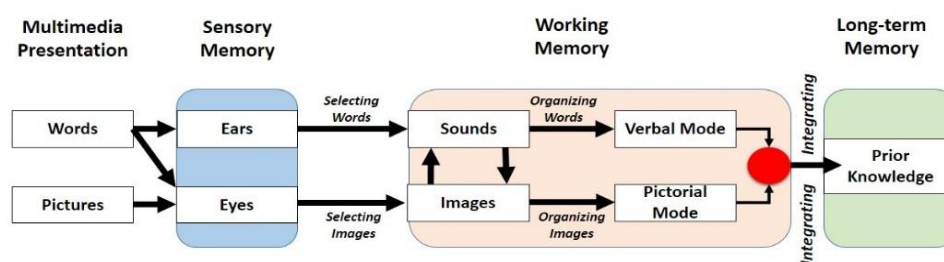 Multimedia
Presentation
Sensory
Memory
Working
Memory
Long-term
Memory
Words
Pictures
Ears
Eyes
Selecting
Words
Selecting
Images
Sounds
Images
Organizing
Words
Organizing
Images
Verbal Mode
Pictorial
Mode
Integrating
Integrating
Prior
Knowledge